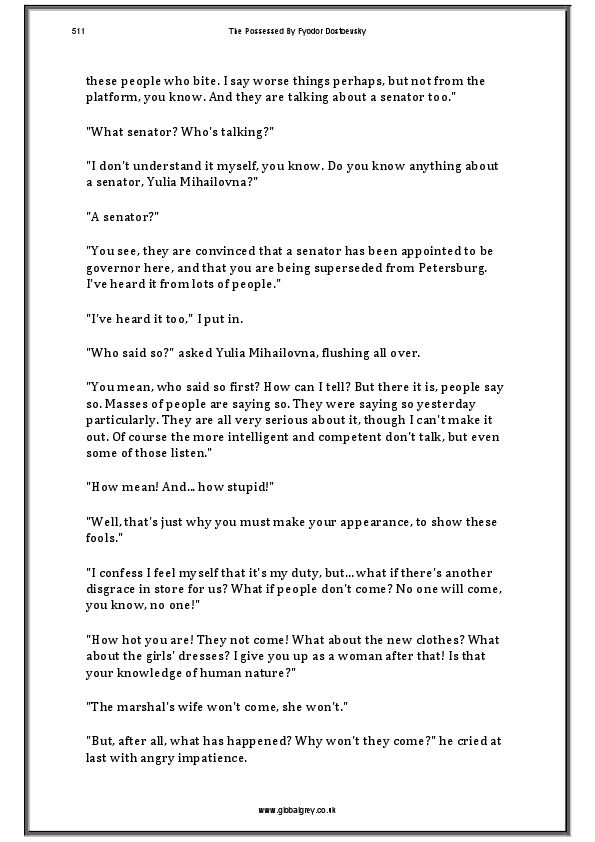 511 The Possessed By Fyodor Dostoevsky
these people who bite. I say worse things perhaps, but not from the
platform, you know. And they are talking about a senator too."
"What senator? Who's talking?"
"I don't understand it myself, you know. Do you know anything about
a senator, Yulia Mihailovna?"
"A senator?"
"You see, they are convinced that a senator has been appointed to be
governor here, and that you are being superseded from Petersburg.
I've heard it from lots of people."
"I've heard it too," I put in.
"Who said so?" asked Yulia Mihailovna, flushing all over.
"You mean, who said so first? How can I tell? But there it is, people say
so. Masses of people are saying so. They were saying so yesterday
particularly. They are all very serious about it, though I can't make it
out. Of course the more intelligent and competent don't talk, but even
some of those listen."
"How mean! And... how stupid!"
"Well, that's just why you must make your appearance, to show these
fools."
"I confess I feel myself that it's my duty, but... what if there's another
disgrace in store for us? What if people don't come? No one will come,
you know, no one!"
"How hot you are! They not come! What about the new clothes? What
about the girls' dresses? I give you up as a woman after that! Is that
your knowledge of human nature?"
"The marshal's wife won't come, she won't."
"But, after all, what has happened? Why won't they come?" he cried at
last with angry impatience.
www.globalgrey.co.uk